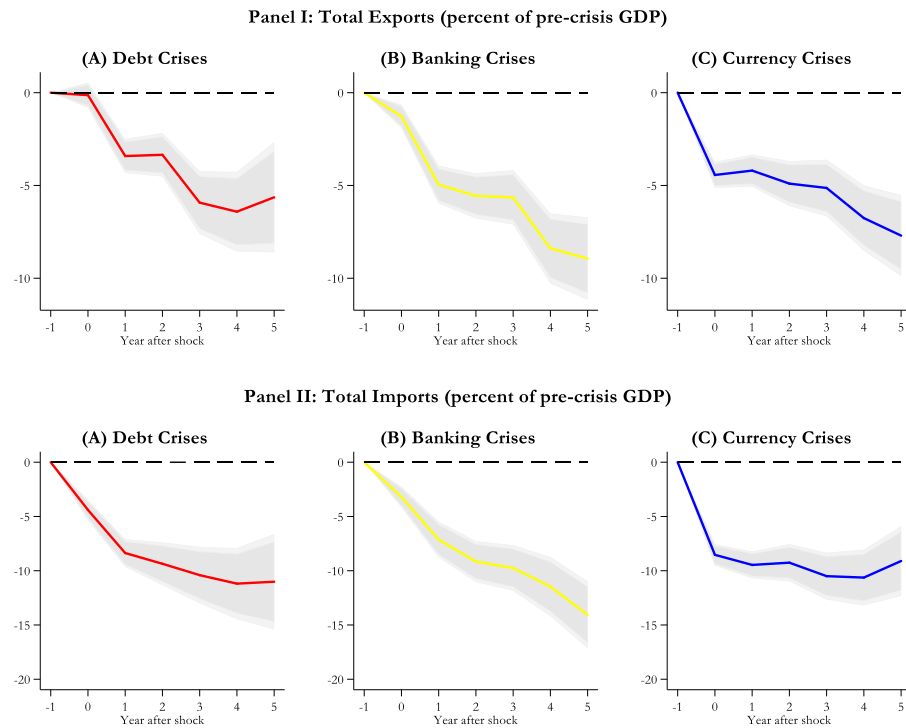 Panel I: Total Exports (percent of pre-crisis GDP)
(A) Debt Crises
0
-5
-10
-1 0 1 2 3 4 5
Year after shock
(B) Banking Crises
0
-5
-10
-1 0 1 2 3 4 5
Year after shock
(C) Currency Crises
0
-5
-10
-1 0 1 2 3 4 5
Year after shock
Panel II: Total Imports (percent of pre-crisis GDP)
(A) Debt Crises
0
-5
-10
-15
-20
-1 0 1 2 3 4 5
Year after shock
(B) Banking Crises
0
-5
-10
-15
-20
-1 0 1 2 3 4 5
Year after shock
(C) Currency Crises
0
-5
-10
-15
-20
-1 0 1 2 3 4 5
Year after shock